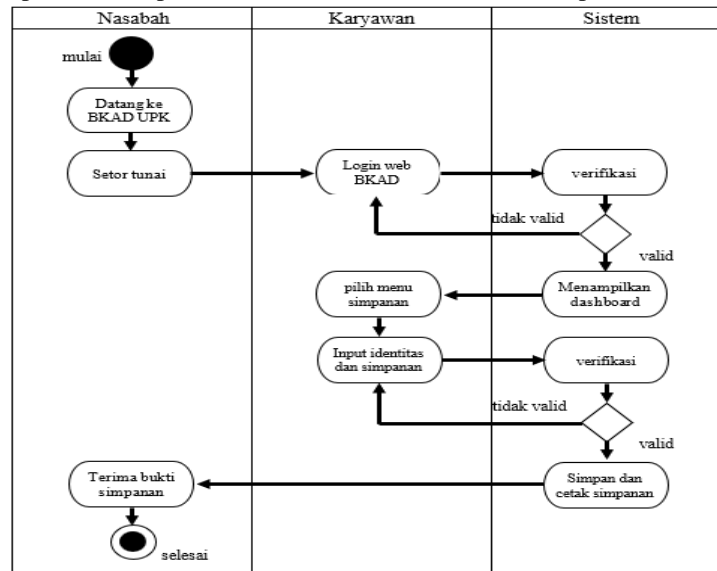 Nasabah
Karyawan
Sistem
mulai
Datang ke
BKAD UPK
Setor tunai
Login web
BKAD
verifikasi
tidak valid
valid
pilih menu
simpanan
Menampilkan
dashboard
Input identitas
dan simpanan
verifikasi
tidak valid
valid
Terima bukti
simpanan
Simpan dan
cetak simpanan
selesai